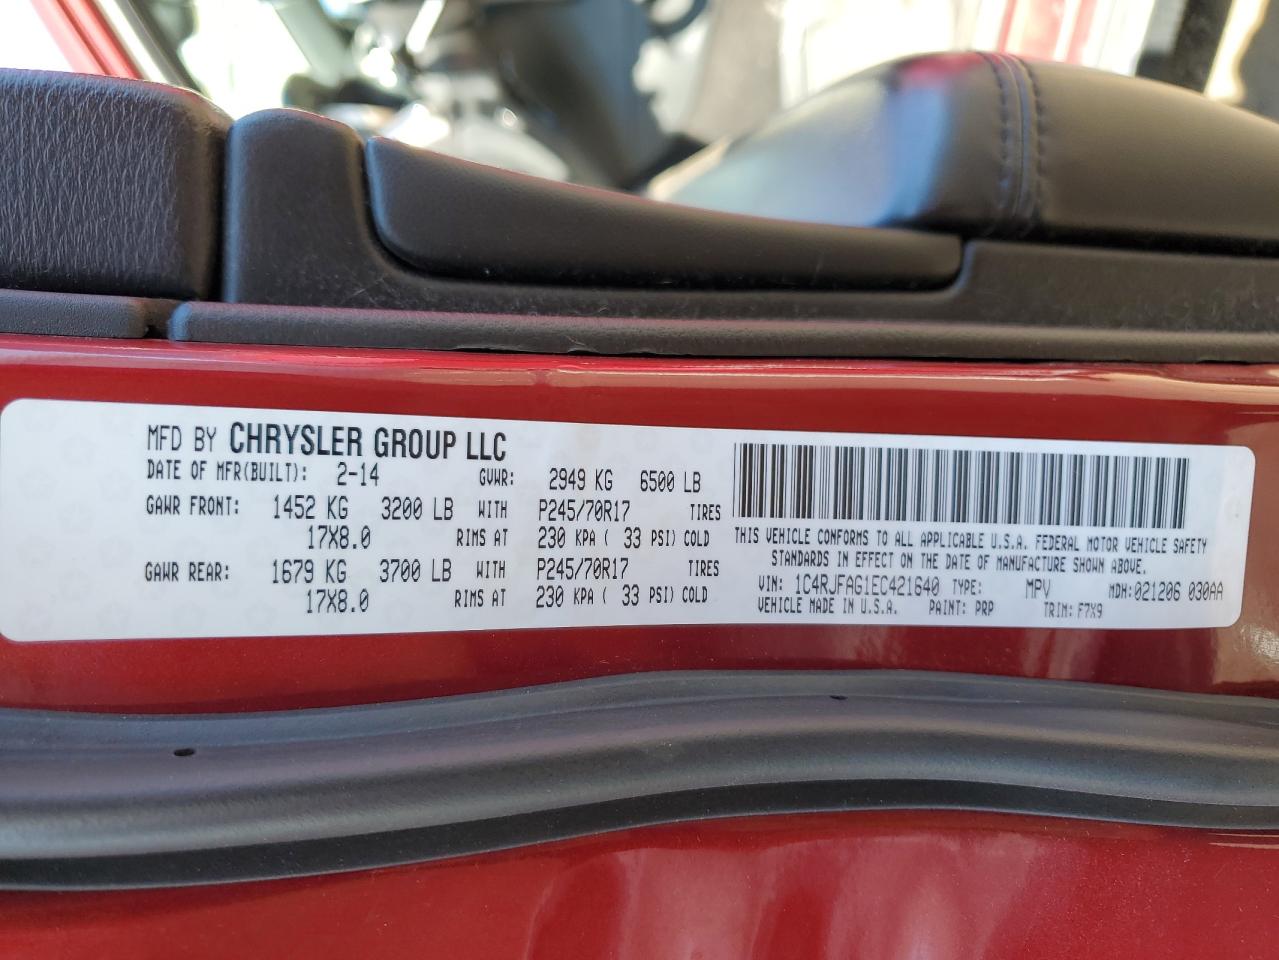 MFD BY CHRYSLER GROUP LLC
DATE OF MFR(BUILT): 2-14 GVWR: 2949 KG 6500 LB
GAWR FRONT: 1452 KG 3200 LB WITH P245/70R17 TIRES
17X8.0 RIMS AT 230 KPA ( 33 PSI) COLD
GAWR REAR: 1679 KG 3700 LB WITH P245/70R17 TIRES
17X8.0 RIMS AT 230 KPA ( 33 PSI) COLD
THIS VEHICLE CONFORMS TO ALL APPLICABLE U.S.A. FEDERAL MOTOR VEHICLE SAFETY
STANDARDS IN EFFECT ON THE DATE OF MANUFACTURE SHOWN ABOVE.
VIN: 1C4RJFAG1EC421640 TYPE: MPV MDH: 021206 030AA
VEHICLE MADE IN U.S.A. PAINT: PRP TRIM: F7X9